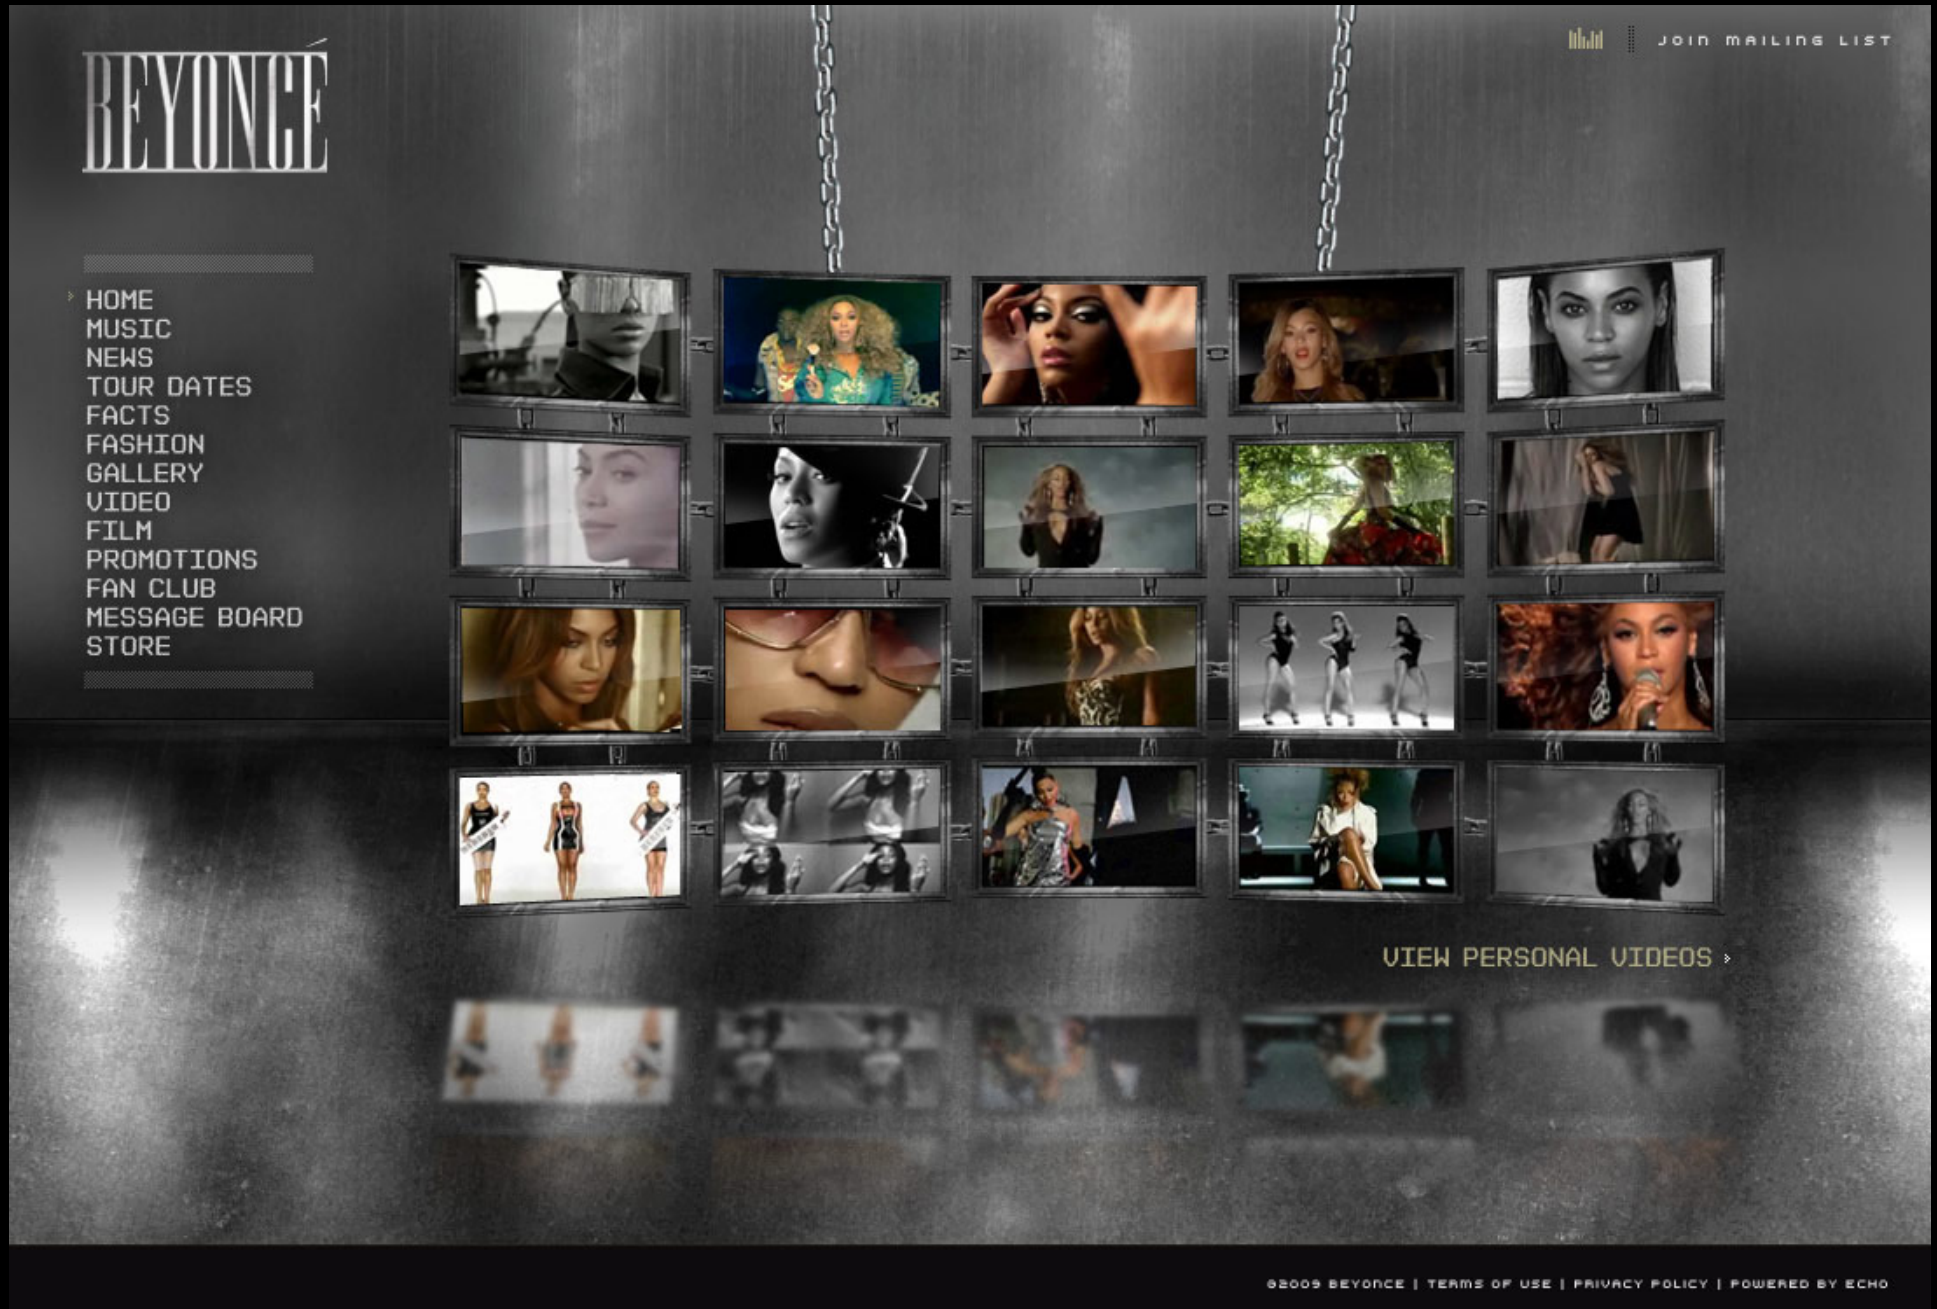 BEYONCÉ
JOIN MAILING LIST
HOME
MUSIC
NEWS
TOUR DATES
FACTS
FASHION
GALLERY
VIDEO
FILM
PROMOTIONS
FAN CLUB
MESSAGE BOARD
STORE
VIEW PERSONAL VIDEOS
©2009 BEYONCE | TERMS OF USE | PRIVACY POLICY | POWERED BY ECHO